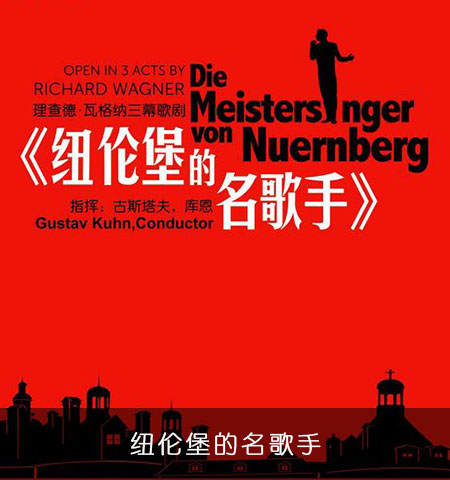 OPEN IN 3 ACTS BY
RICHARD WAGNER
理查德·瓦格纳三幕歌剧
Die
Meistersinger
von Nuernberg
《纽伦堡的
名歌手》
指挥：古斯塔夫，库恩
Gustav Kuhn,Conductor
纽伦堡的名歌手